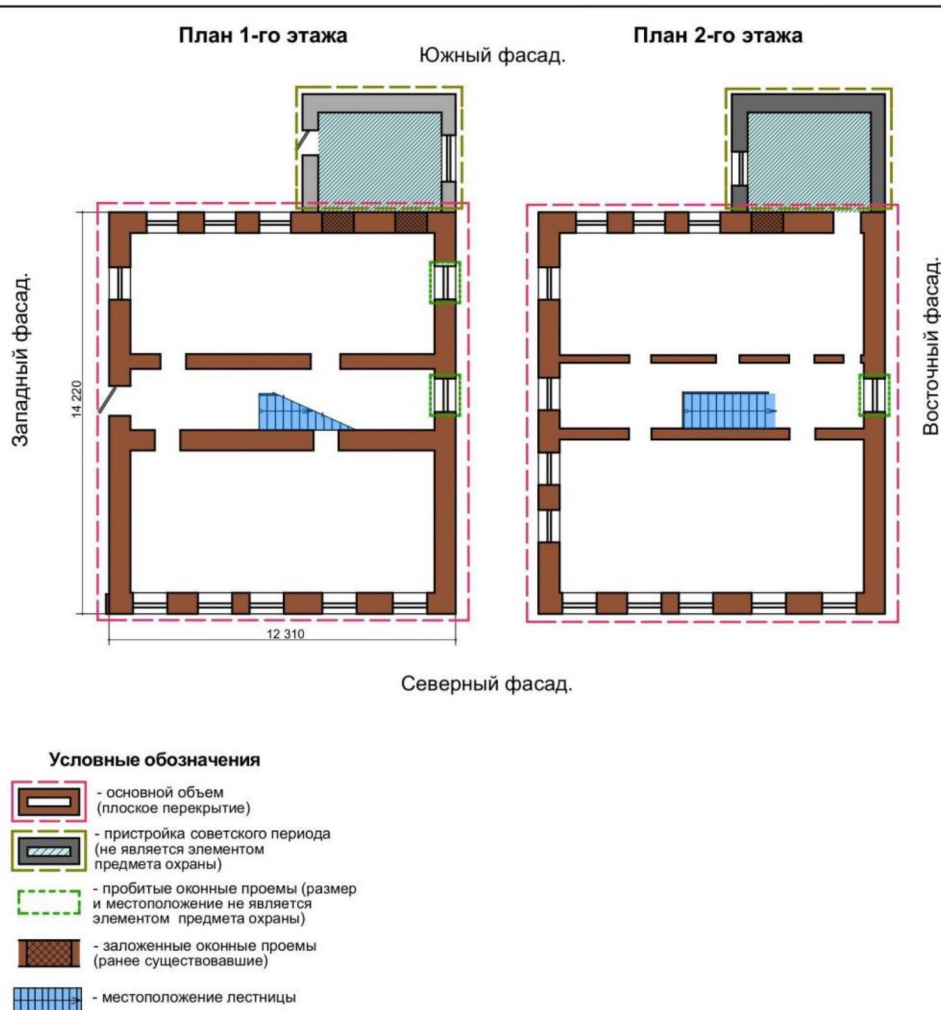 План 1-го этажа
План 2-го этажа
Южный фасад.
Западный фасад.
Восточный фасад.
14 220
12 310
Северный фасад.
Условные обозначения
- основной объем
(плоское перекрытие)
- пристройка советского периода
(не является элементом
предмета охраны)
- пробитые оконные проемы (размер
и местоположение не является
элементом предмета охраны)
- заложенные оконные проемы
(ранее существовавшие)
- местоположение лестницы